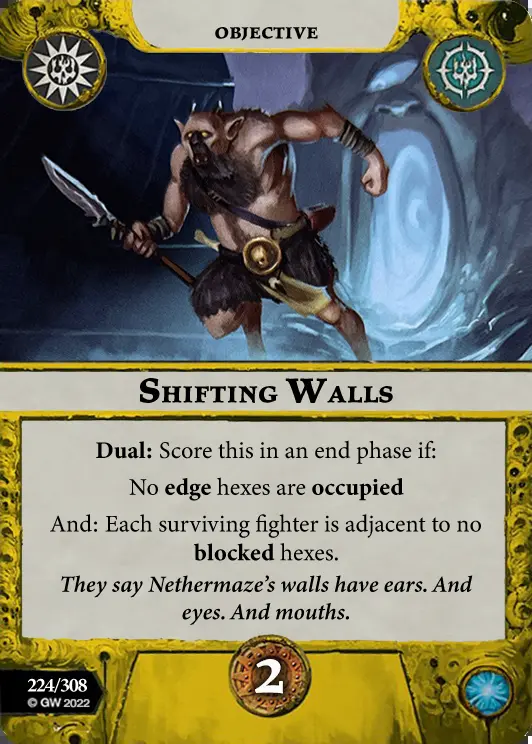 OBJECTIVE
SHIFTING WALLS
Dual: Score this in an end phase if:
No edge hexes are occupied
And: Each surviving fighter is adjacent to no
blocked hexes.
They say Nethermaze's walls have ears. And
eyes. And mouths.
224/308
© GW 2022
2